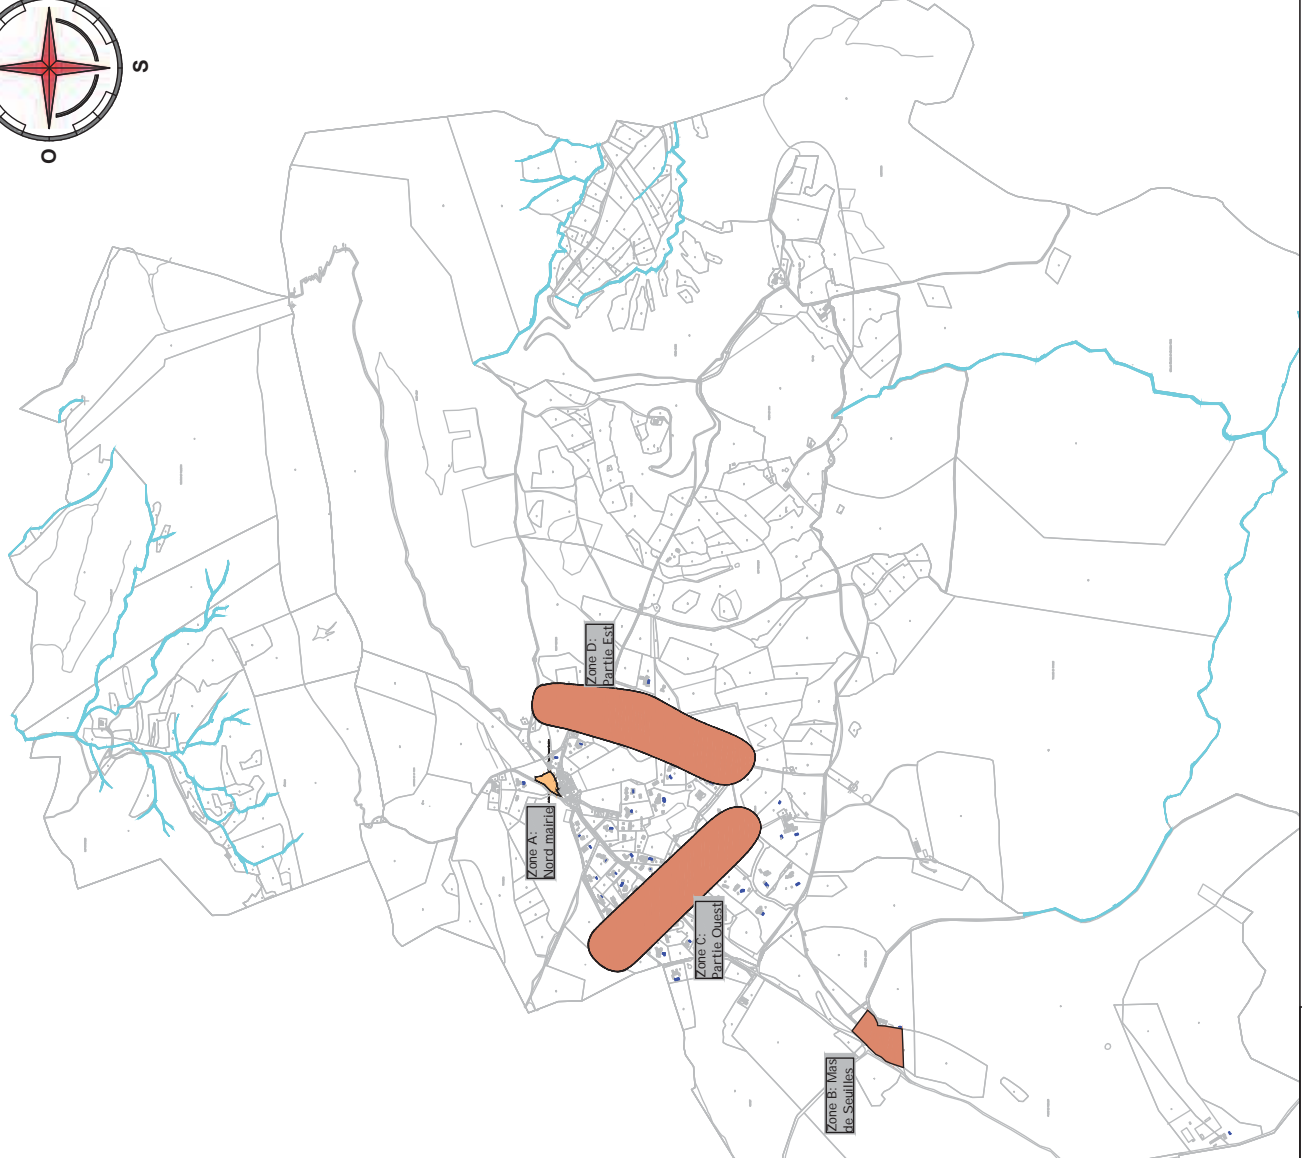 S
O
Zone D:
Partie Est
Zone A:
Nord mairie
Zone C:
Partie Ouest
Zone B: Mas
de Seuilles